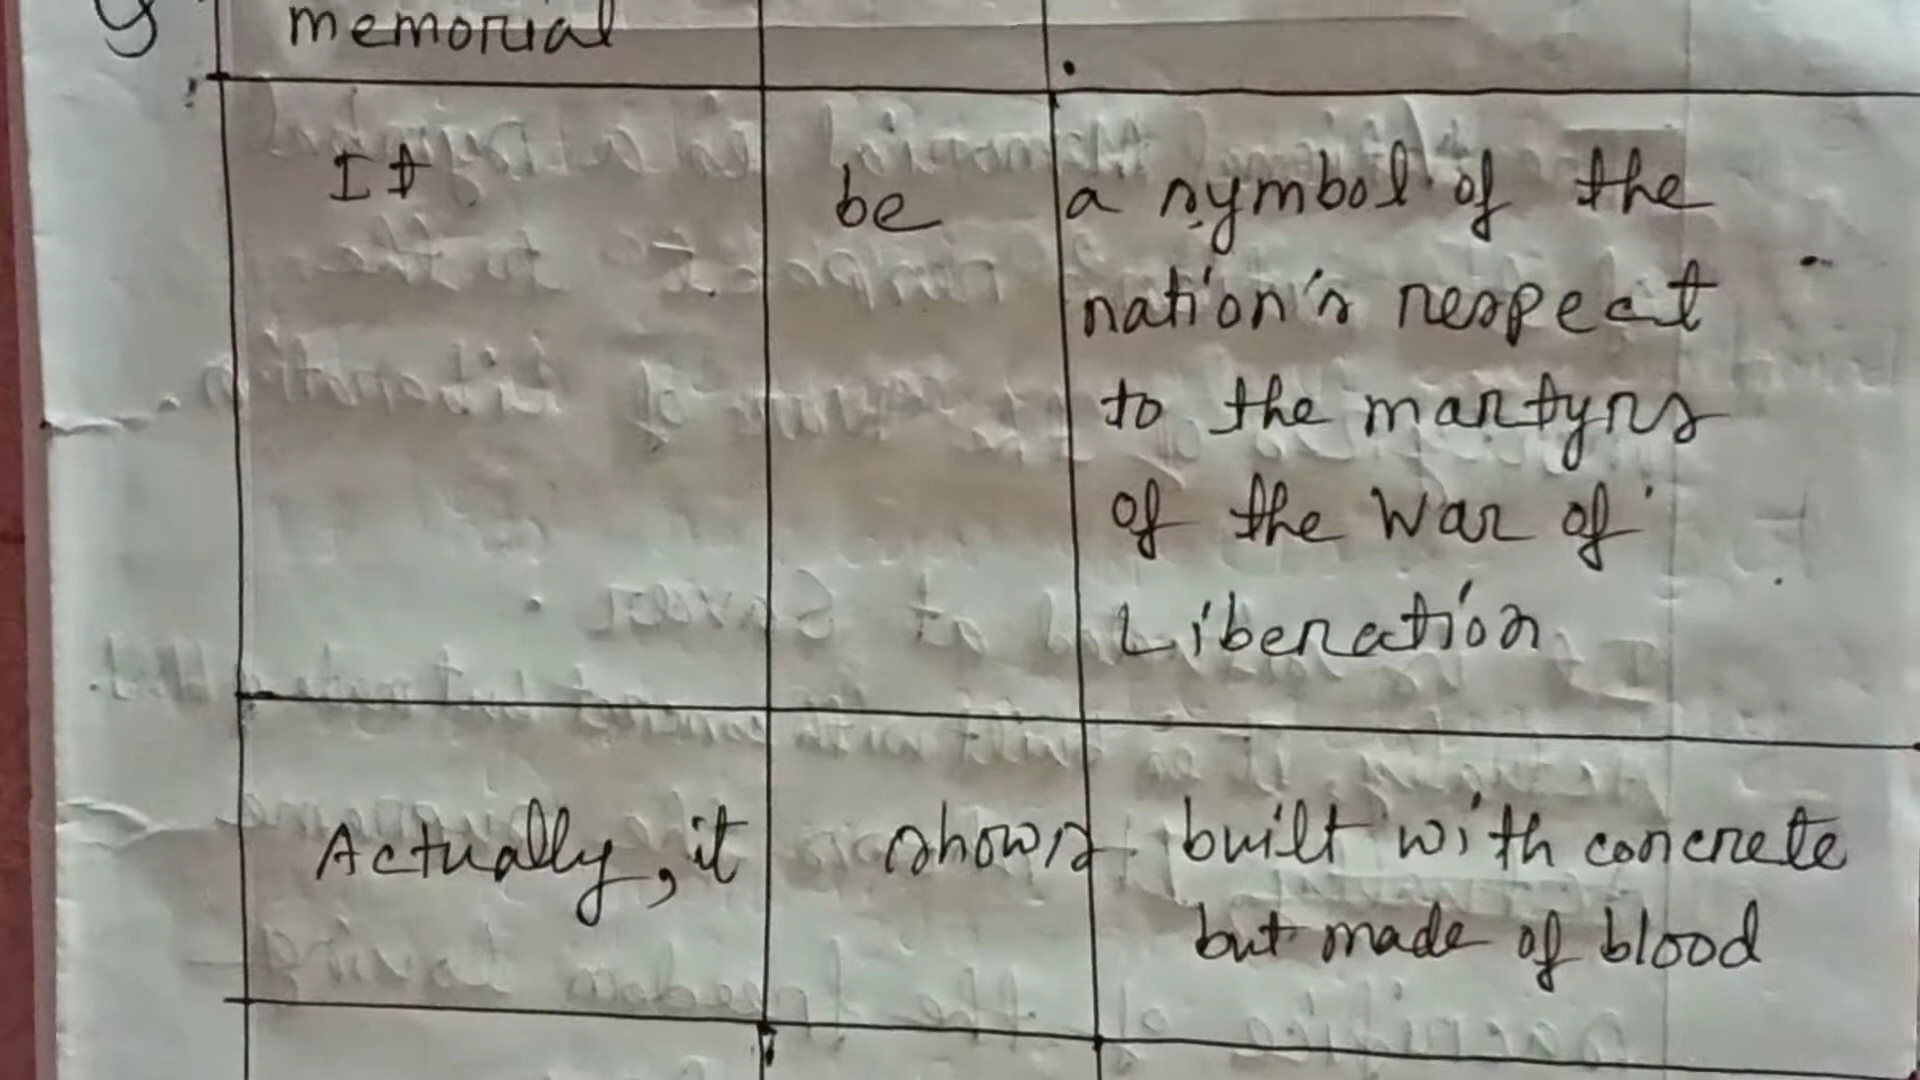 memorial
It be a symbol of the
nation's respect
to the martyrs
of the War of
Liberation
Actually, it shows built with concrete
but made of blood